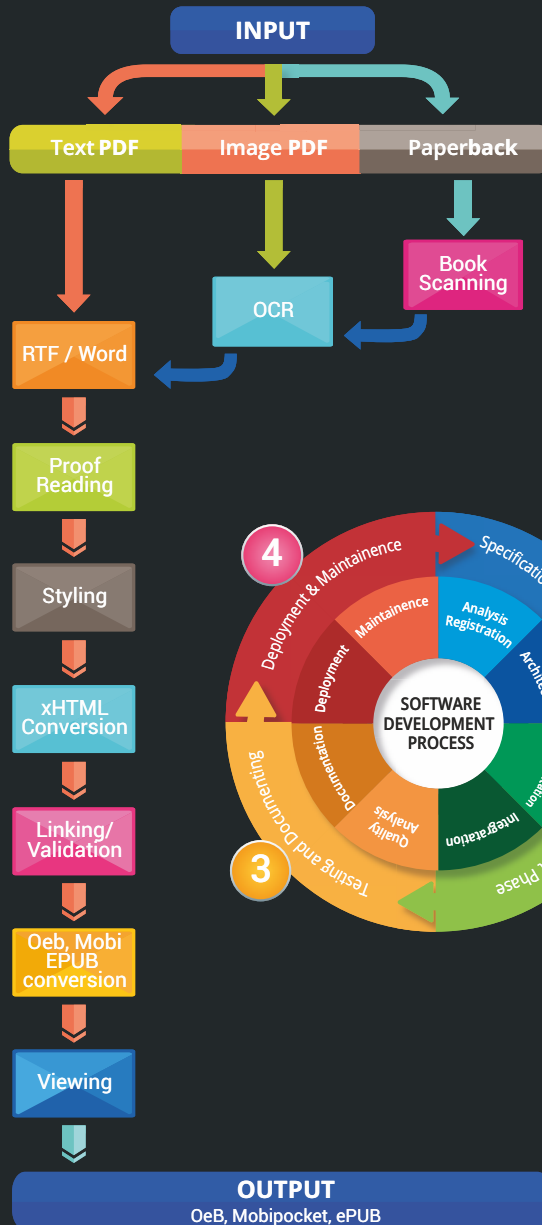 INPUT
Text PDF
Image PDF
Paperback
Book
Scanning
OCR
RTF / Word
Proof
Reading
Styling
xHTML
Conversion
Linking/
Validation
Oeb, Mobi
EPUB
conversion
Viewing
4
Deployment & Maintainence
Maintainence
Analysis
Registration
Deployment
SOFTWARE
DEVELOPMENT
PROCESS
Documentation
Quality
Analysis
Integratation
3
Testing and Documenting
Phase
OUTPUT
OeB, Mobipocket, ePUB